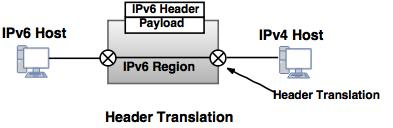 IPv6 Header
Payload
IPv6 Host
IPv4 Host
IPv6 Region
Header Translation
Header Translation